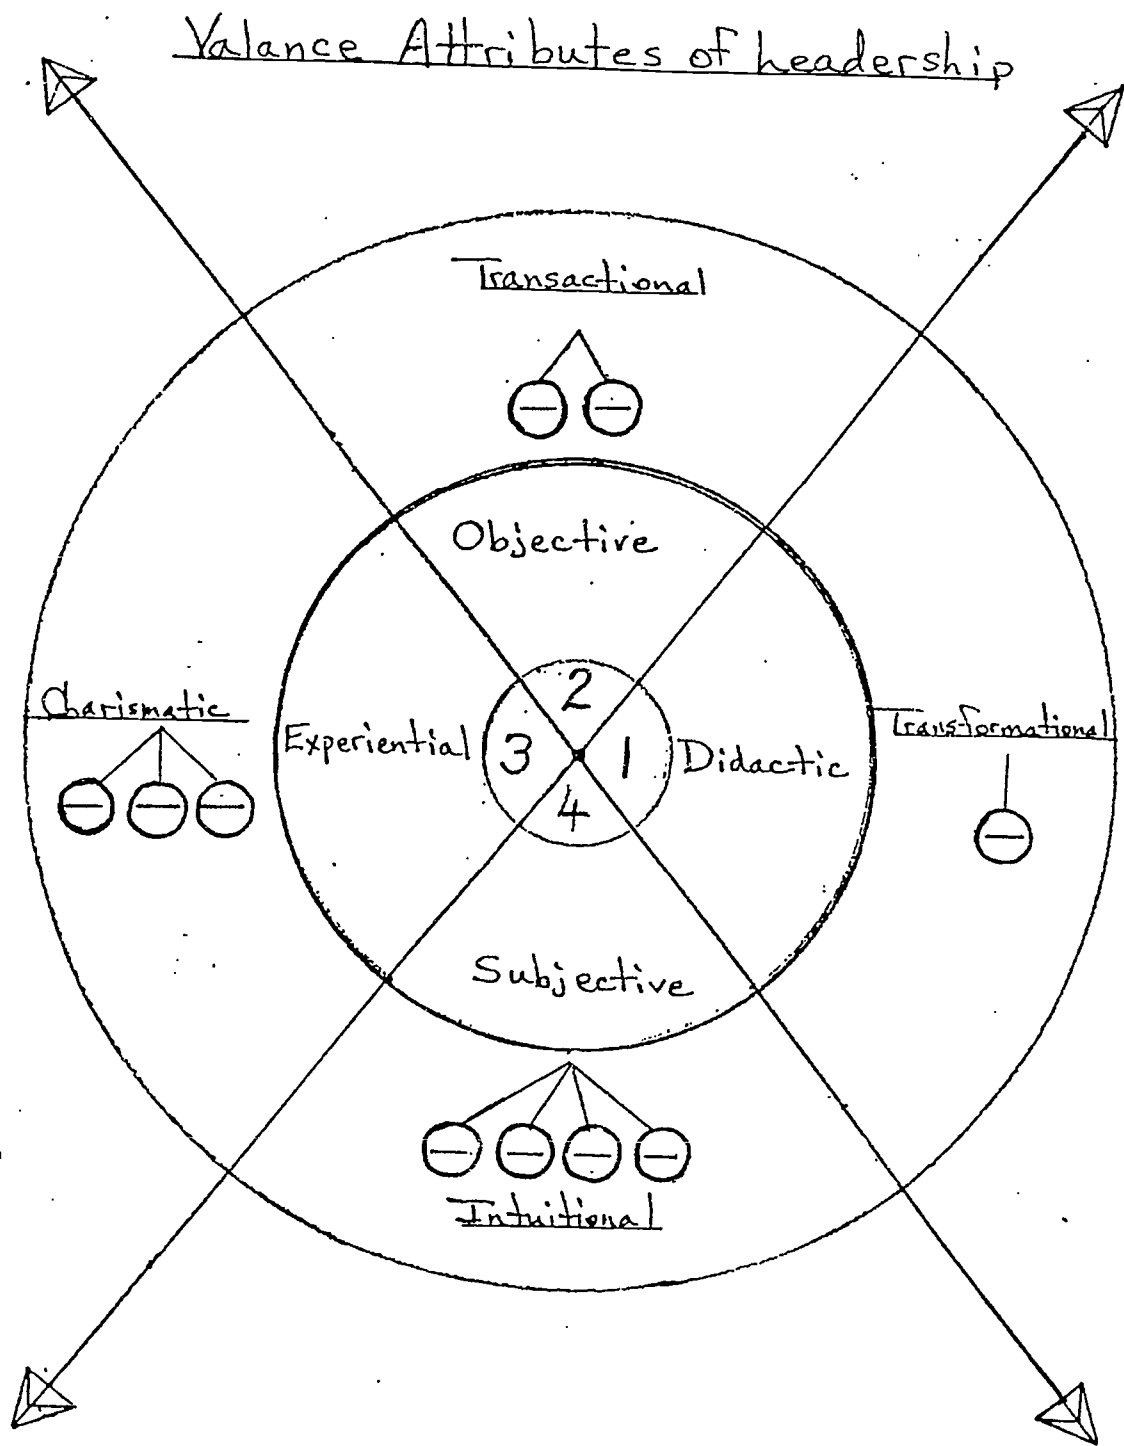 Valance Attributes of Leadership
Transactional
Objective
2
Charismatic
Experiential
3
1
Didactic
Transformational
4
Subjective
Intuitional